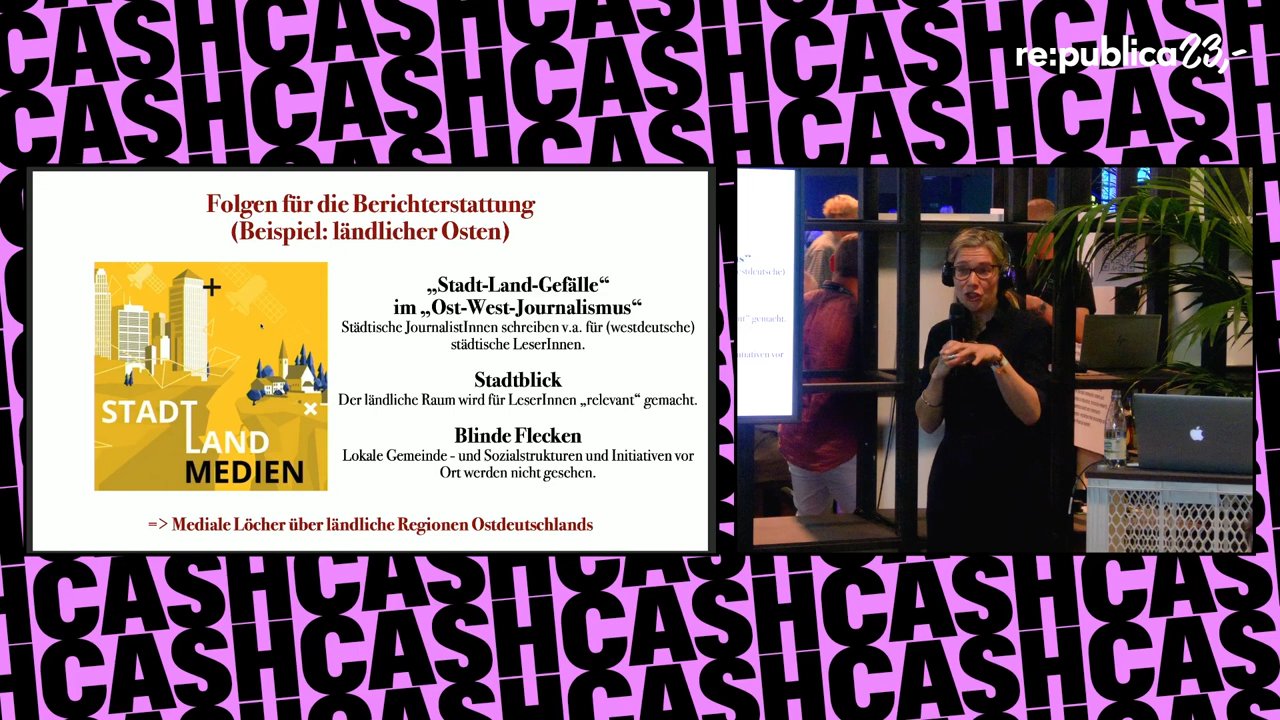 re:publica23,-
CASH
Folgen für die Berichterstattung
(Beispiel: ländlicher Osten)
STADT
LAND
MEDIEN
„Stadt-Land-Gefälle“
im „Ost-West-Journalismus“
Städtische JournalistInnen schreiben v.a. für (westdeutsche)
städtische LeserInnen.
Stadtblick
Der ländliche Raum wird für LeserInnen „relevant“ gemacht.
Blinde Flecken
Lokale Gemeinde - und Sozialstrukturen und Initiativen vor
Ort werden nicht gesehen.
=> Mediale Löcher über ländliche Regionen Ostdeutschlands